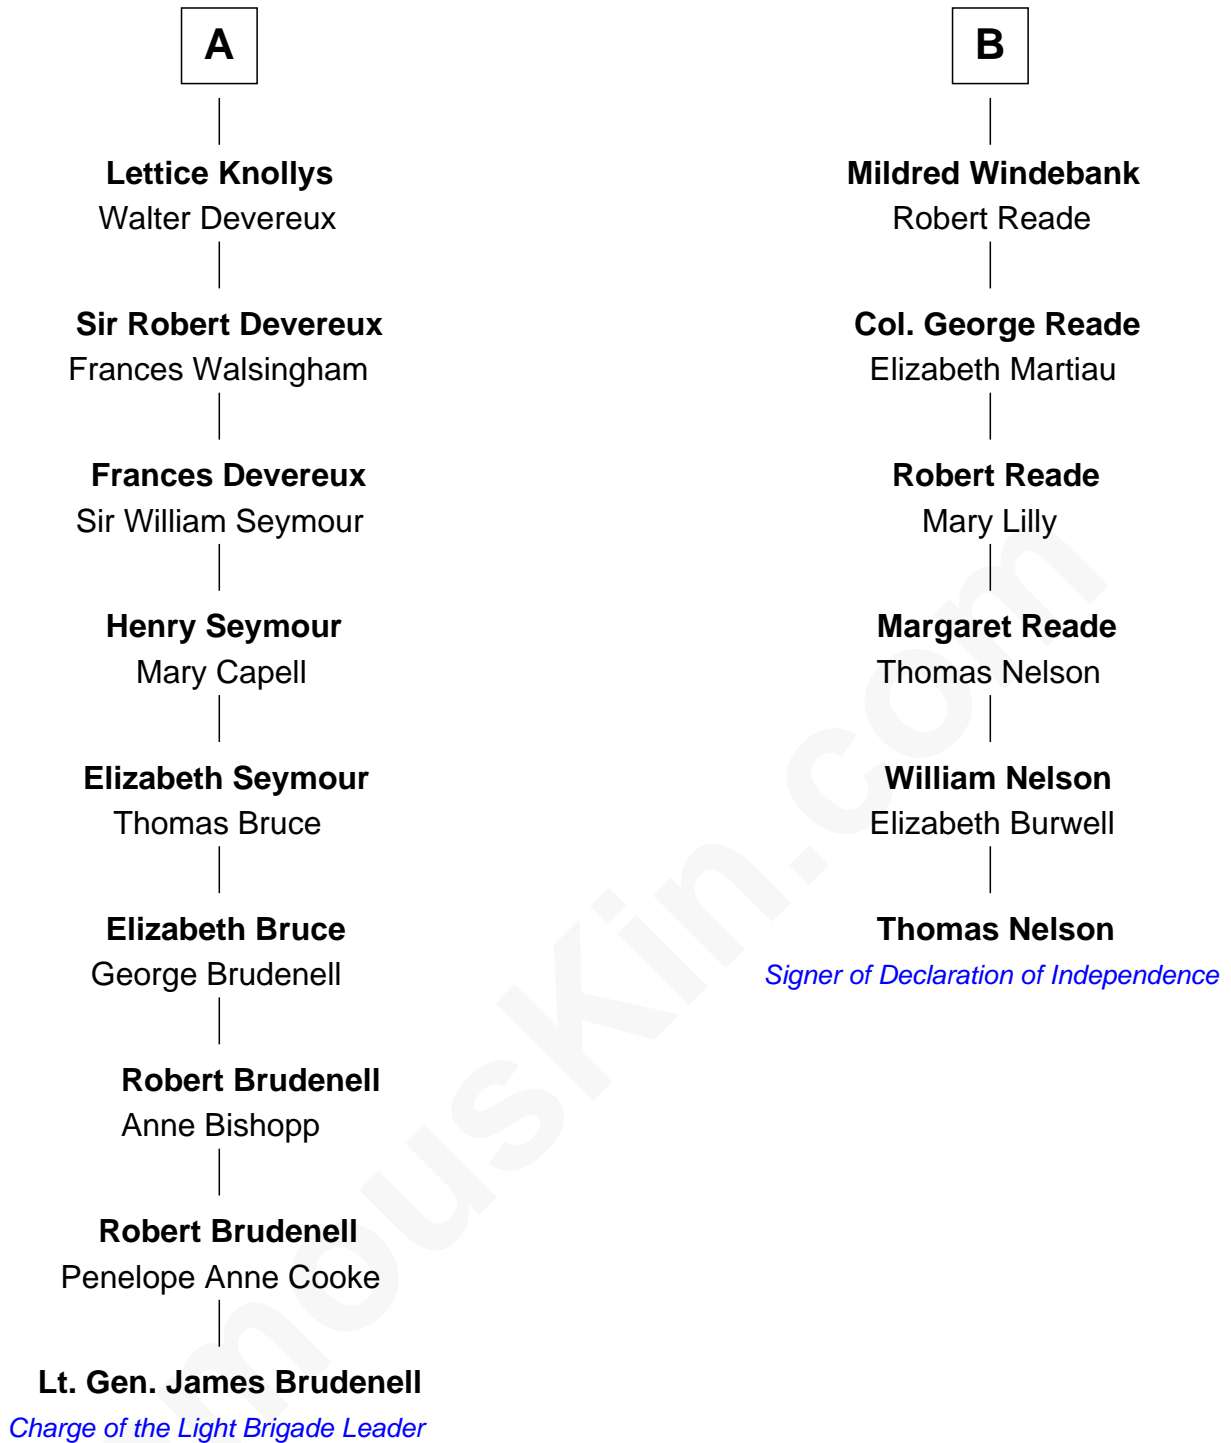 A
Lettice Knollys
Walter Devereux
Sir Robert Devereux
Frances Walsingham
Frances Devereux
Sir William Seymour
Henry Seymour
Mary Capell
Elizabeth Seymour
Thomas Bruce
Elizabeth Bruce
George Brudenell
Robert Brudenell
Anne Bishopp
Robert Brudenell
Penelope Anne Cooke
Lt. Gen. James Brudenell
Charge of the Light Brigade Leader
B
Mildred Windebank
Robert Reade
Col. George Reade
Elizabeth Martiau
Robert Reade
Mary Lilly
Margaret Reade
Thomas Nelson
William Nelson
Elizabeth Burwell
Thomas Nelson
Signer of Declaration of Independence
mousKin.com